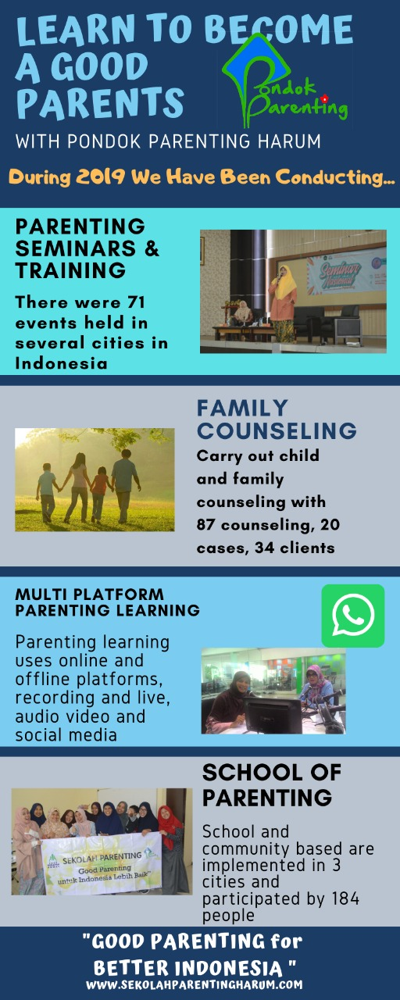 LEARN TO BECOME
A GOOD
PARENTS
Pondok
Parenting
WITH PONDOK PARENTING HARUM
During 2019 We Have Been Conducting...
PARENTING
SEMINARS &
TRAINING
There were 71
events held in
several cities in
Indonesia
Seminar
Nasional
FAMILY
COUNSELING
Carry out child
and family
counseling with
87 counseling, 20
cases, 34 clients
MULTI PLATFORM
PARENTING LEARNING
Parenting learning
uses online and
offline platforms,
recording and live,
audio video and
social media
SCHOOL OF
PARENTING
School and
community based are
implemented in 3
cities and
participated by 184
people
SEKOLAH PARENTING
Good Parenting
untuk Indonesia Lebih Baik"
"GOOD PARENTING for
BETTER INDONESIA "
WWW.SEKOLAHPARENTINGHARUM.COM